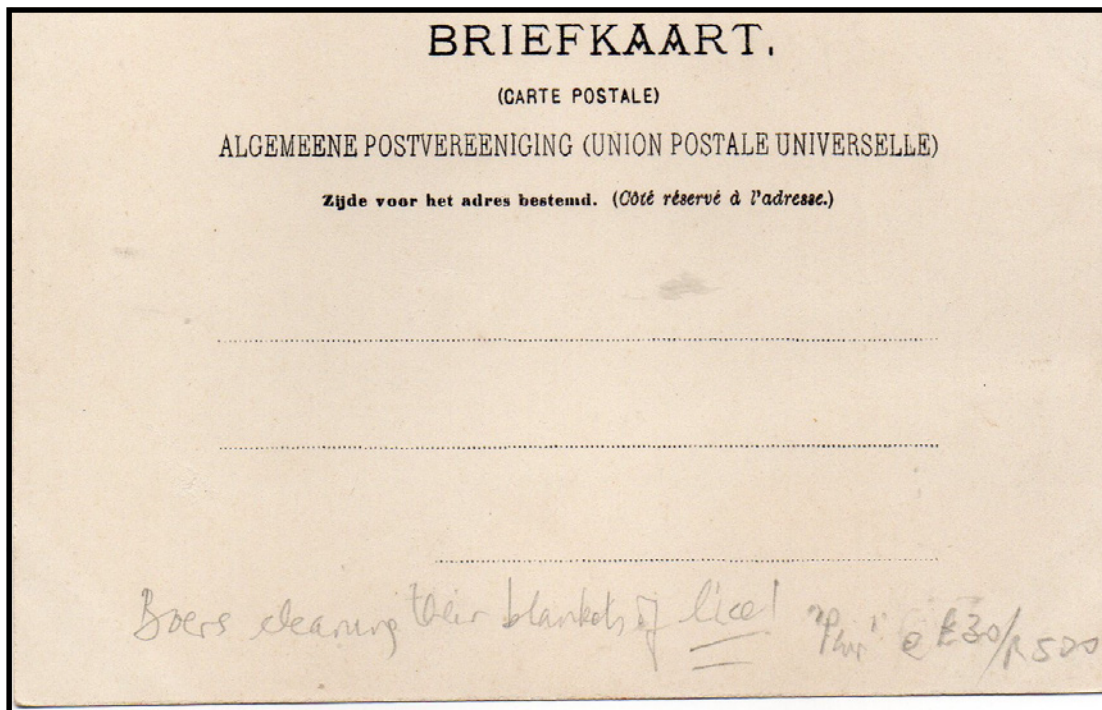 BRIEFKAART.
(CARTE POSTALE)
ALGEMEENE POSTVEREENIGING (UNION POSTALE UNIVERSELLE)
Zijde voor het adres bestemd. (Côté réservé à l'adresse.)
Boers cleaning their blankets of lice! @ £30/R500